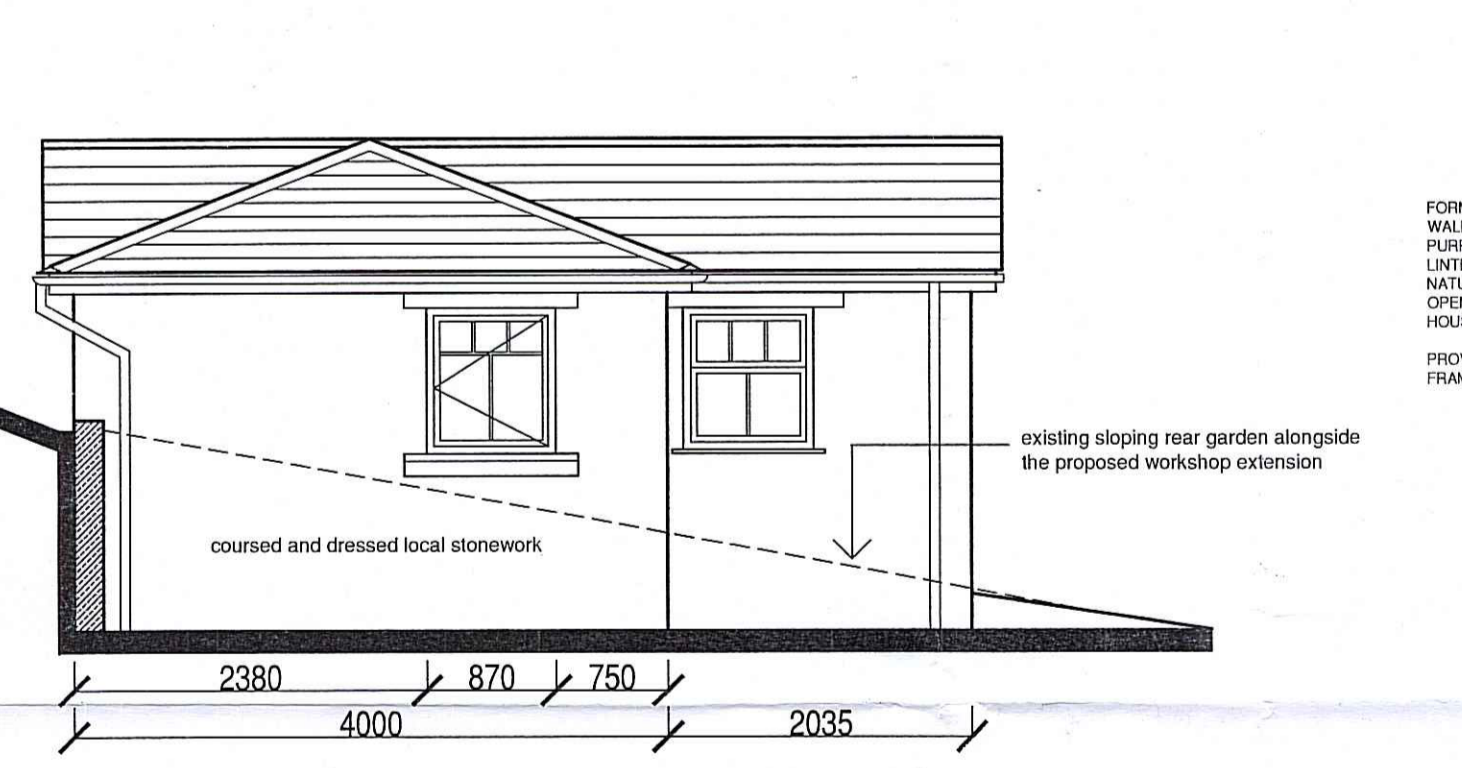 existing sloping rear garden alongside
the proposed workshop extension
coursed and dressed local stonework
2380 870 750
4000 2035